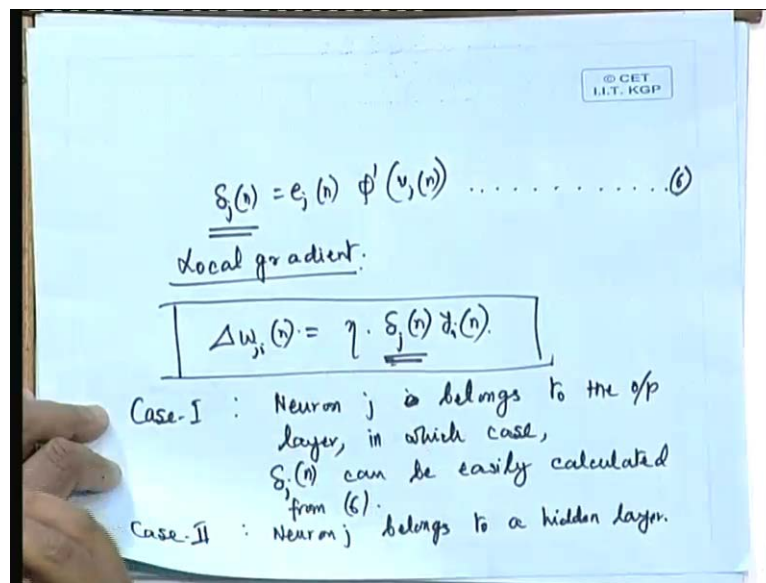 © CET
I.I.T. KGP
δj(n) = ej(n) φ'(vj(n)) ............. (6)
Local gradient:
Δwji(n) = η. δj(n) yi(n).
Case-I : Neuron j belongs to the o/p
layer, in which case,
δj(n) can be easily calculated
from (6).
Case-II : Neuron j belongs to a hidden layer.